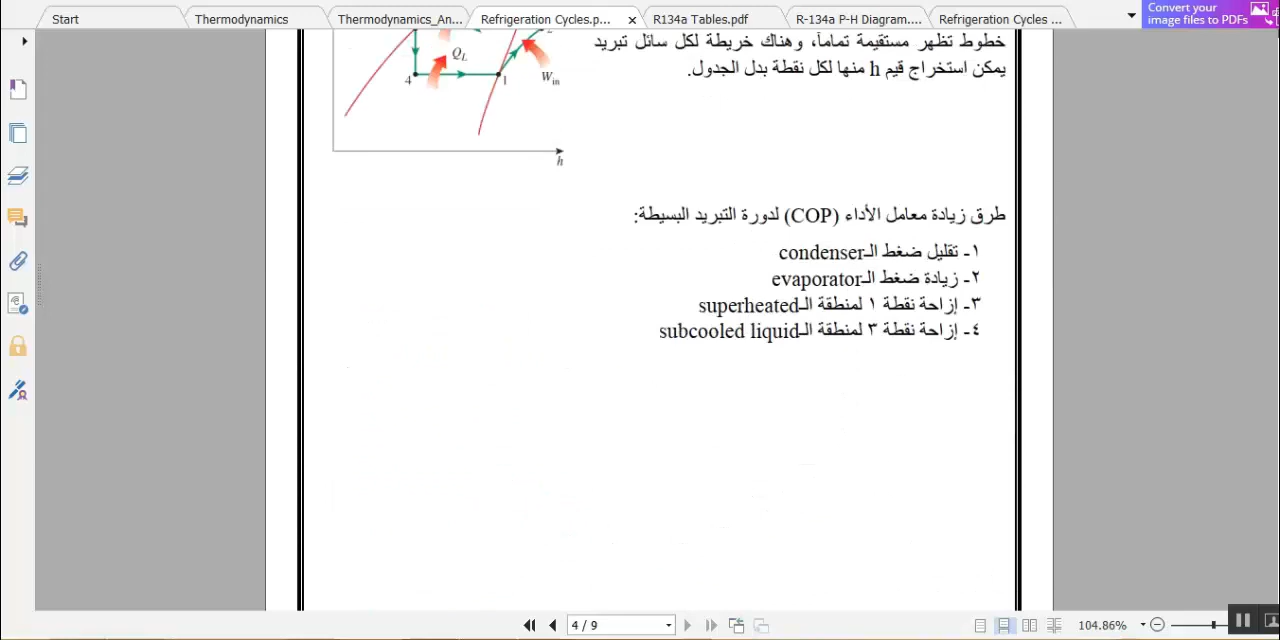 Start
Thermodynamics
Thermodynamics_An...
Refrigeration Cycles.p...
R134a Tables.pdf
R-134a P-H Diagram....
Refrigeration Cycles ...
Convert your
image files to PDFs
خطوط تظهر مستقيمة تماماً، وهناك خريطة لكل سائل تبريد
يمكن استخراج قيم h منها لكل نقطة بدل الجدول.
2
QL
4
1
Win
h
طرق زيادة معامل الأداء (COP) لدورة التبريد البسيطة:
١- تقليل ضغط الـcondenser
٢- زيادة ضغط الـevaporator
٣- إزاحة نقطة ١ لمنطقة الـsuperheated
٤- إزاحة نقطة ٣ لمنطقة الـsubcooled liquid
4 / 9
104.86%